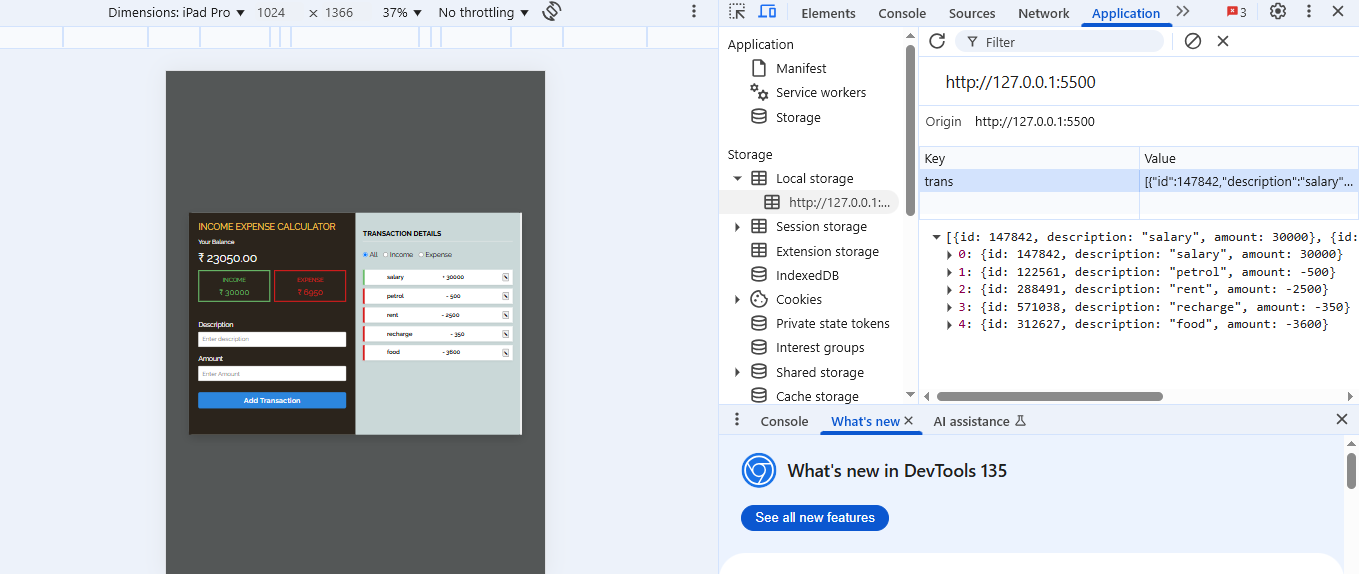 Dimensions: iPad Pro ▼ 1024 × 1366 37% ▼ No throttling ▼
INCOME EXPENSE CALCULATOR
Your Balance
₹ 23050.00
INCOME
₹ 30000
EXPENSE
₹ 6950
Description
Enter description
Amount
Enter Amount
Add Transaction
TRANSACTION DETAILS
All Income Expense
salary + 30000
petrol - 500
rent - 2500
recharge - 350
food - 3600
Elements Console Sources Network Application 3
Application
Manifest
Service workers
Storage
Storage
Local storage
http://127.0.0.1:...
Session storage
Extension storage
IndexedDB
Cookies
Private state tokens
Interest groups
Shared storage
Cache storage
Filter
http://127.0.0.1:5500
Origin http://127.0.0.1:5500
Key Value
trans [{"id":147842,"description":"salary"...
[{id: 147842, description: "salary", amount: 30000}, {id:
0: {id: 147842, description: "salary", amount: 30000}
1: {id: 122561, description: "petrol", amount: -500}
2: {id: 288491, description: "rent", amount: -2500}
3: {id: 571038, description: "recharge", amount: -350}
4: {id: 312627, description: "food", amount: -3600}
Console What's new AI assistance
What's new in DevTools 135
See all new features